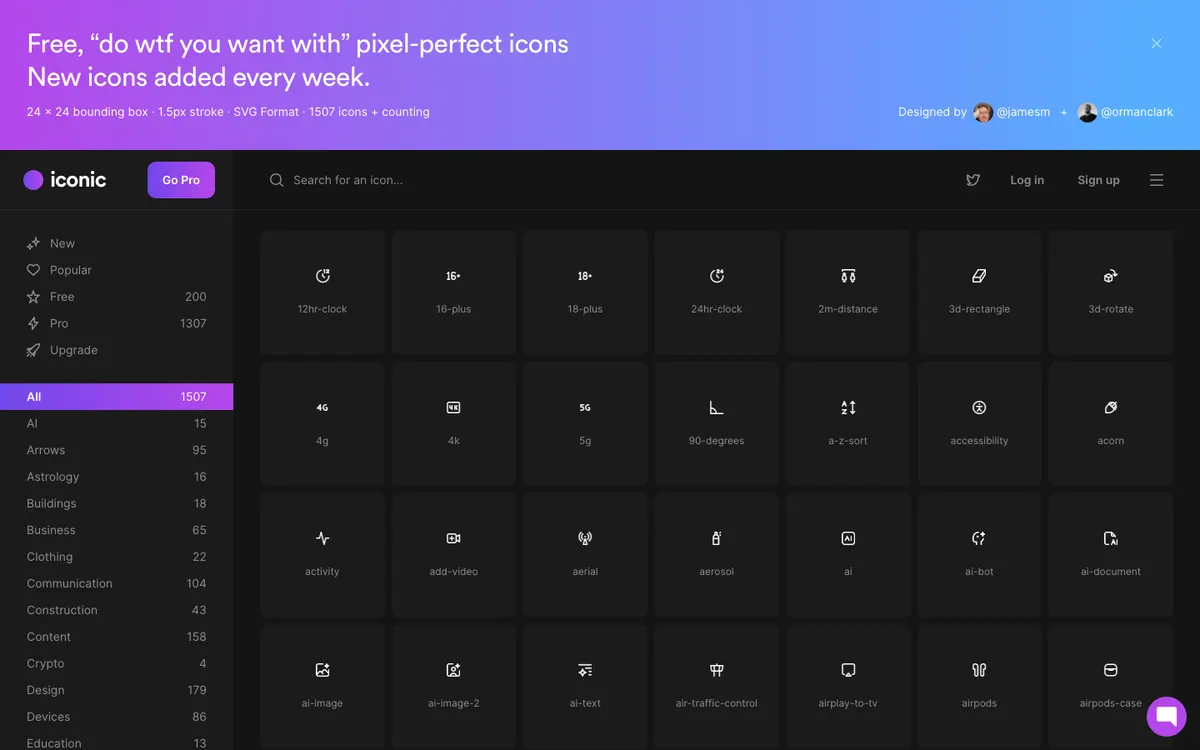 Free, “do wtf you want with” pixel-perfect icons
New icons added every week.
24 × 24 bounding box · 1.5px stroke · SVG Format · 1507 icons + counting
Designed by @jamesm + @ormanclark
iconic
Go Pro
Search for an icon...
Log in
Sign up
New
Popular
Free 200
Pro 1307
Upgrade
All 1507
AI 15
Arrows 95
Astrology 16
Buildings 18
Business 65
Clothing 22
Communication 104
Construction 43
Content 158
Crypto 4
Design 179
Devices 86
Education 13
16+
18+
12hr-clock
16-plus
18-plus
24hr-clock
2m-distance
3d-rectangle
3d-rotate
4G
4K
5G
4g
4k
5g
90-degrees
a-z-sort
accessibility
acorn
AI
activity
add-video
aerial
aerosol
ai
ai-bot
ai-document
ai-image
ai-image-2
ai-text
air-traffic-control
airplay-to-tv
airpods
airpods-case